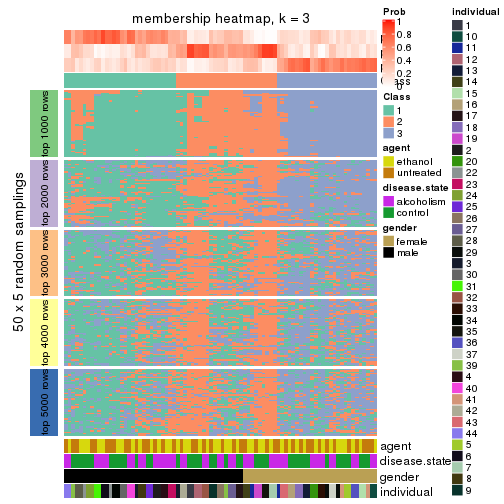 membership heatmap, k = 3
50 x 5 random samplings
top 1000 rows
top 2000 rows
top 3000 rows
top 4000 rows
top 5000 rows
agent
disease.state
gender
individual
Prob
1
0.8
0.6
0.4
0.2
0
Class
1
2
3
agent
ethanol
untreated
disease.state
alcoholism
control
gender
female
black
male
individual
1
10
11
12
13
14
15
16
17
18
19
2
20
22
23
24
25
26
27
28
29
3
30
31
32
33
34
35
36
37
39
4
40
41
42
43
44
5
6
7
8
9